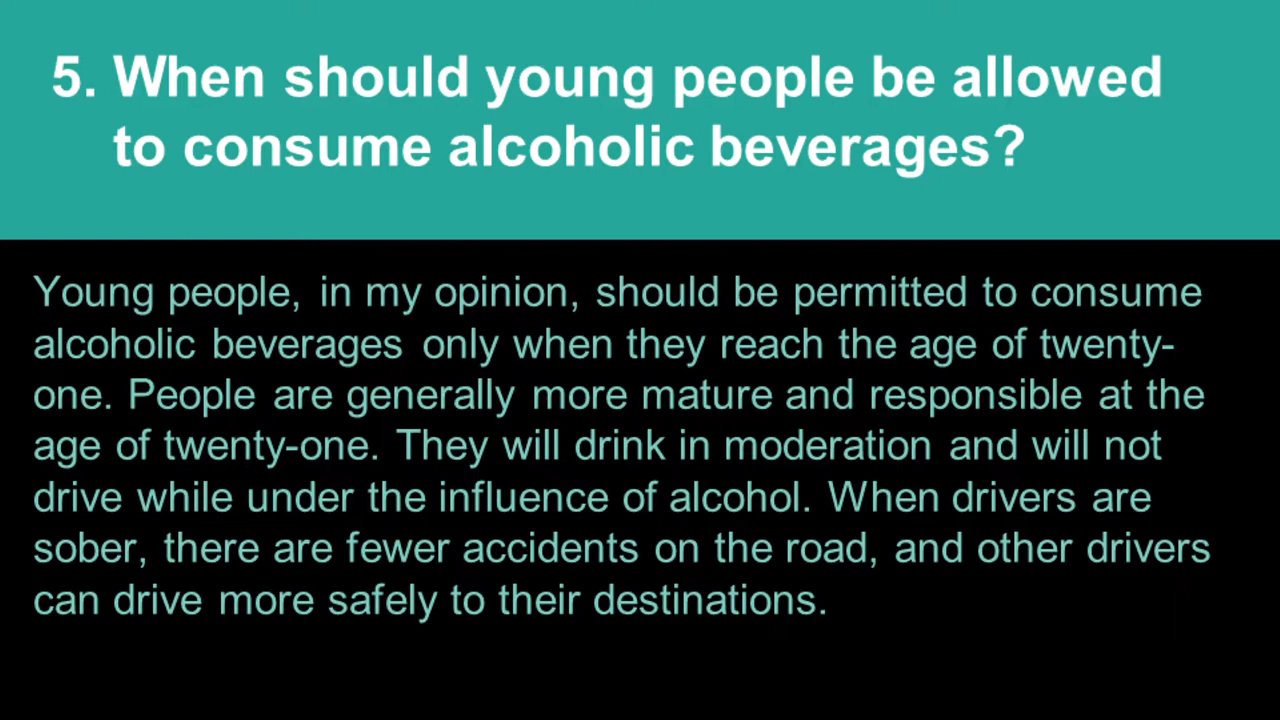 5. When should young people be allowed
to consume alcoholic beverages?
Young people, in my opinion, should be permitted to consume
alcoholic beverages only when they reach the age of twenty-
one. People are generally more mature and responsible at the
age of twenty-one. They will drink in moderation and will not
drive while under the influence of alcohol. When drivers are
sober, there are fewer accidents on the road, and other drivers
can drive more safely to their destinations.